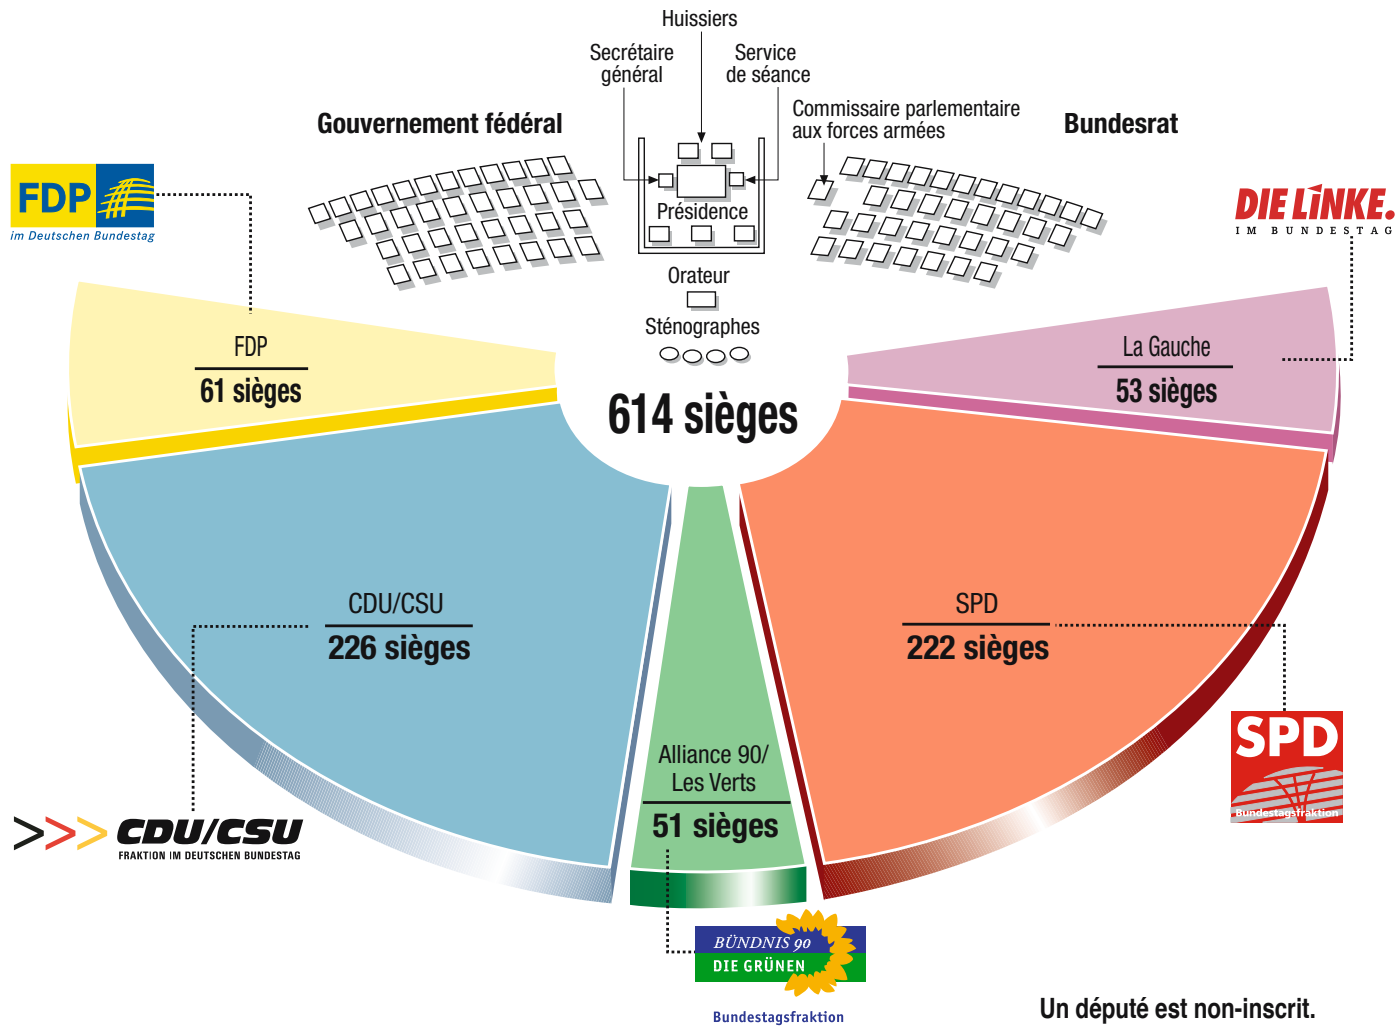 Huissiers
Secrétaire
général
Service
de séance
Commissaire parlementaire
aux forces armées
Gouvernement fédéral
Bundesrat
FDP
im Deutschen Bundestag
Présidence
DIE LINKE.
IM BUNDESTAG
Orateur
Sténographes
FDP
61 sièges
La Gauche
53 sièges
614 sièges
CDU/CSU
226 sièges
SPD
222 sièges
Alliance 90/
Les Verts
51 sièges
SPD
Bundestagsfraktion
CDU/CSU
FRAKTION IM DEUTSCHEN BUNDESTAG
BÜNDNIS 90
DIE GRÜNEN
Bundestagsfraktion
Un député est non-inscrit.